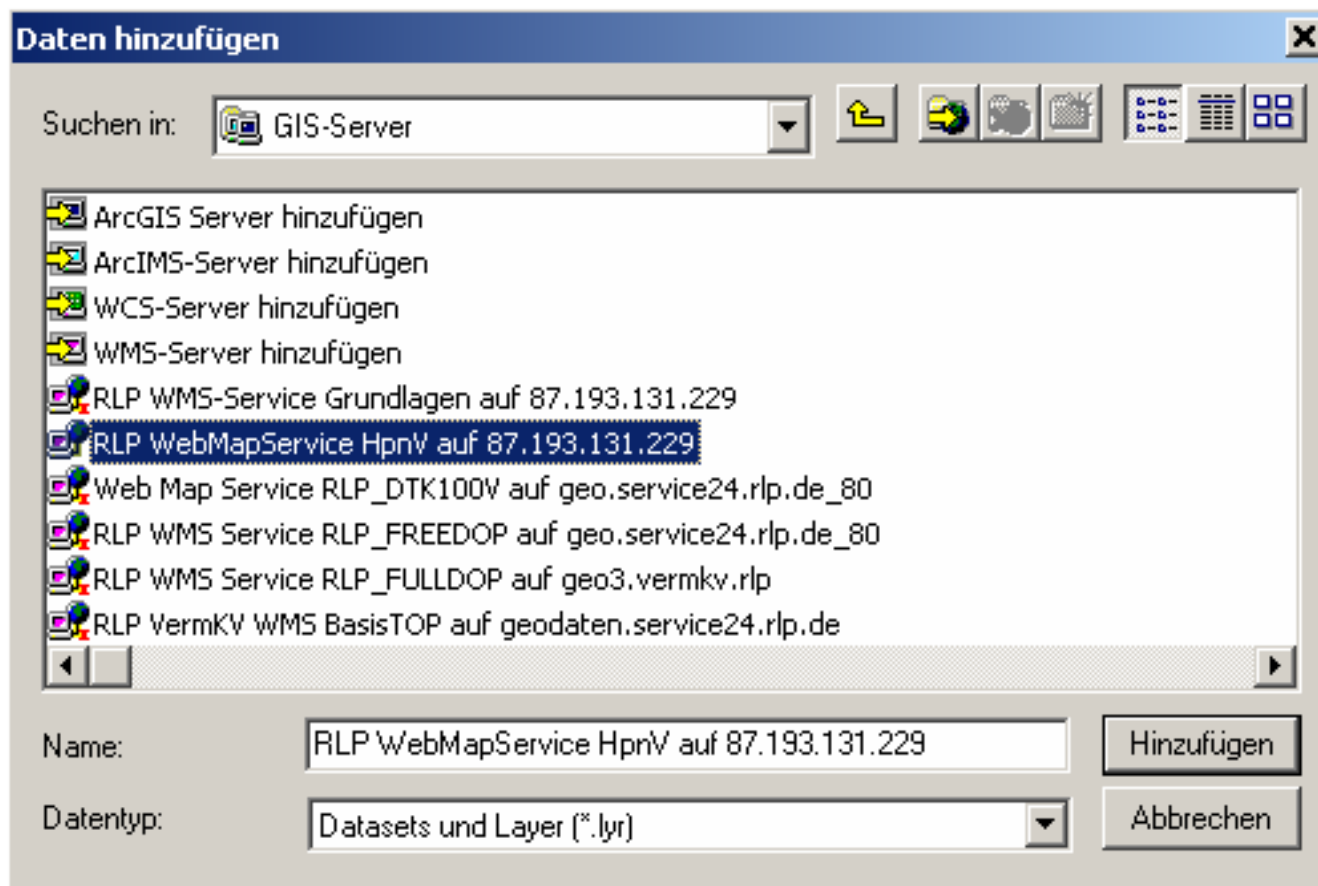 Daten hinzufügen
Suchen in: GIS-Server
ArcGIS Server hinzufügen
ArcIMS-Server hinzufügen
WCS-Server hinzufügen
WMS-Server hinzufügen
RLP WMS-Service Grundlagen auf 87.193.131.229
RLP WebMapService HpnV auf 87.193.131.229
Web Map Service RLP_DTK100V auf geo.service24.rlp.de_80
RLP WMS Service RLP_FREEDOP auf geo.service24.rlp.de_80
RLP WMS Service RLP_FULLDOP auf geo3.vermkv.rlp
RLP VermKV WMS BasisTOP auf geodaten.service24.rlp.de
Name: RLP WebMapService HpnV auf 87.193.131.229 Hinzufügen
Datentyp: Datasets und Layer (*.lyr) Abbrechen